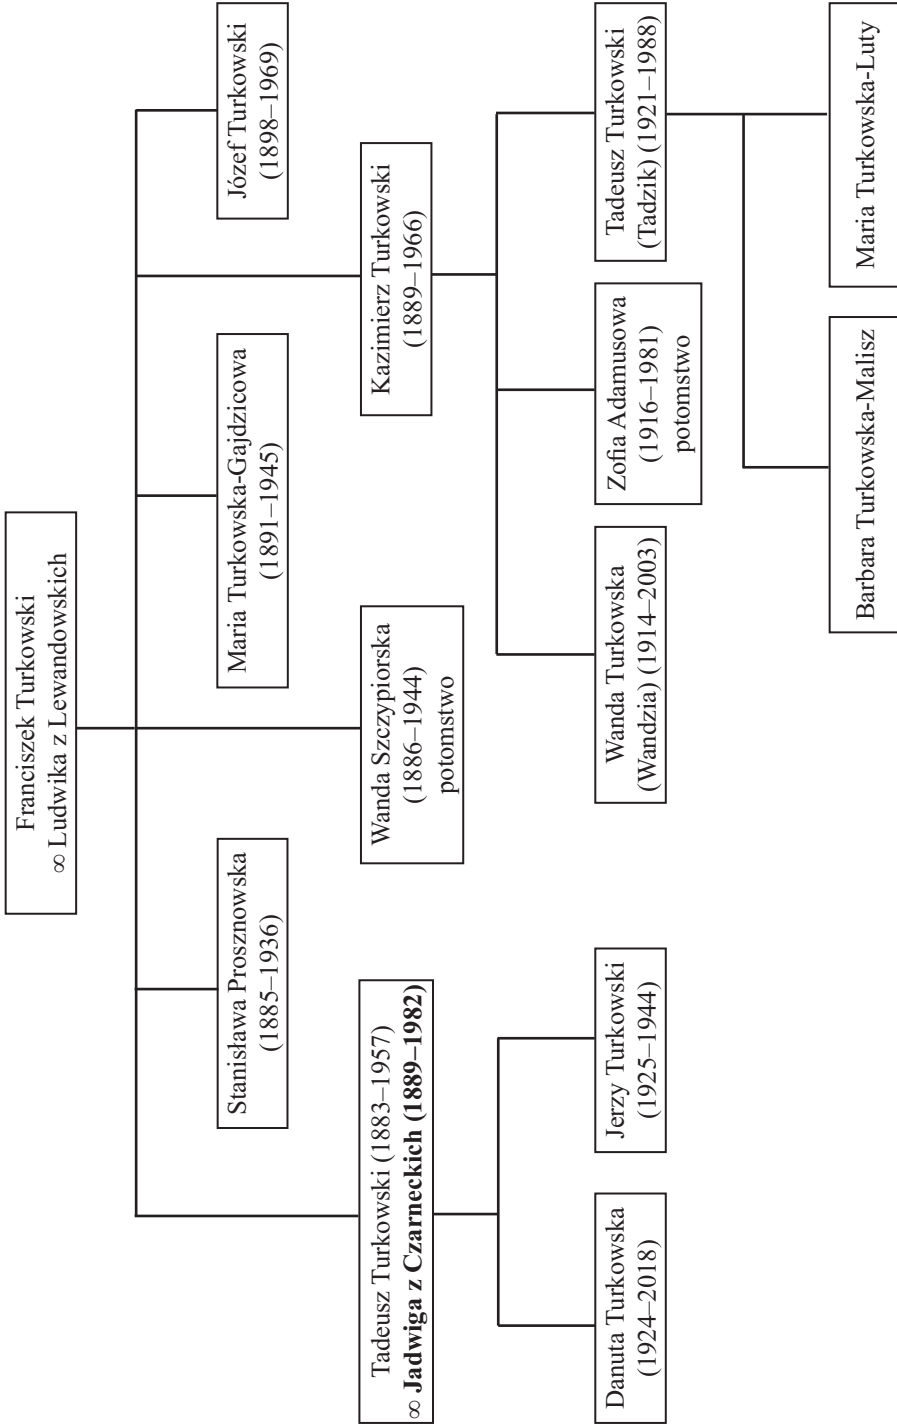 Franciszek Turkowski
∞ Ludwika z Lewandowskich
Stanisława Prosznowska
(1885–1936)
Maria Turkowska-Gajdzicowa
(1891–1945)
Józef Turkowski
(1898–1969)
Tadeusz Turkowski (1883–1957)
∞ Jadwiga z Czarneckich (1889–1982)
Wanda Szczypiorska
(1886–1944)
potomstwo
Kazimierz Turkowski
(1889–1966)
Danuta Turkowska
(1924–2018)
Jerzy Turkowski
(1925–1944)
Wanda Turkowska
(Wandzia) (1914–2003)
Zofia Adamusowa
(1916–1981)
potomstwo
Tadeusz Turkowski
(Tadzik) (1921–1988)
Barbara Turkowska-Malisz
Maria Turkowska-Luty